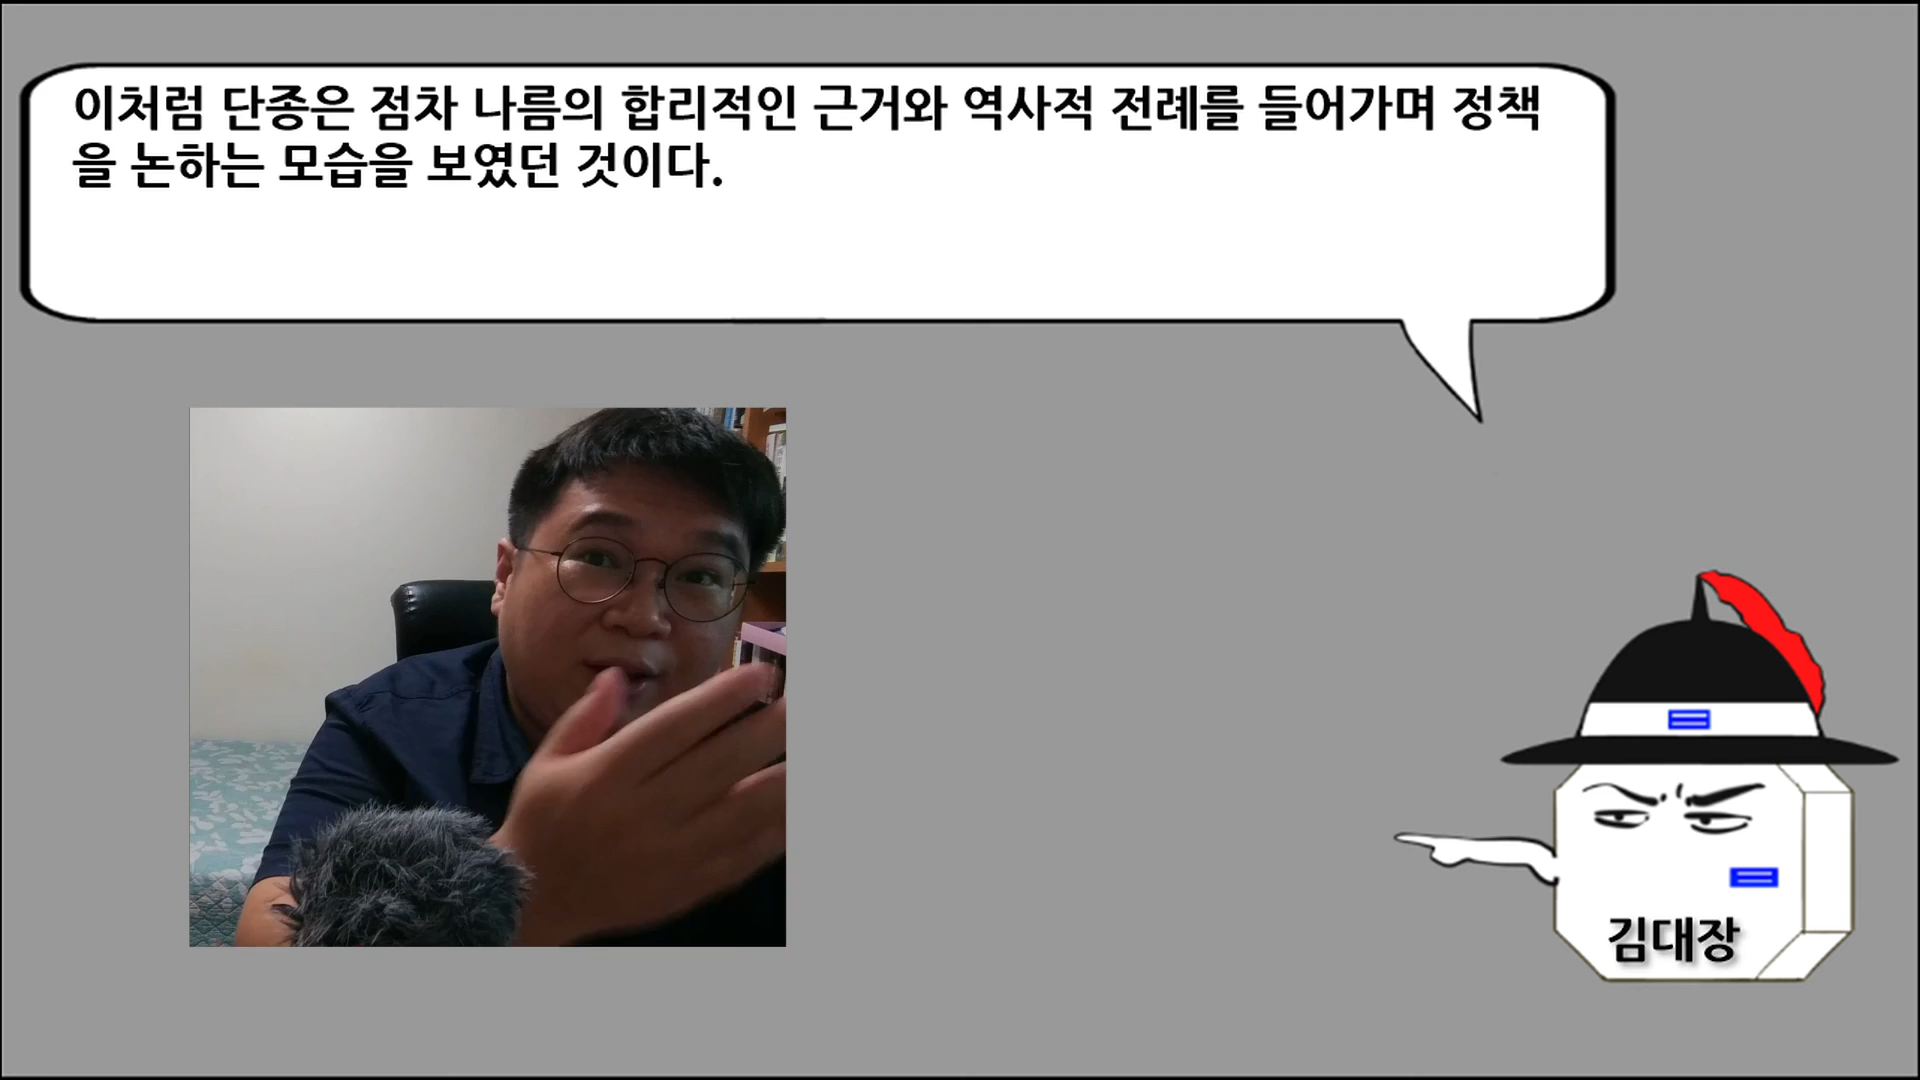 이처럼 단종은 점차 나름의 합리적인 근거와 역사적 전례를 들어가며 정책
을 논하는 모습을 보였던 것이다.
김대장